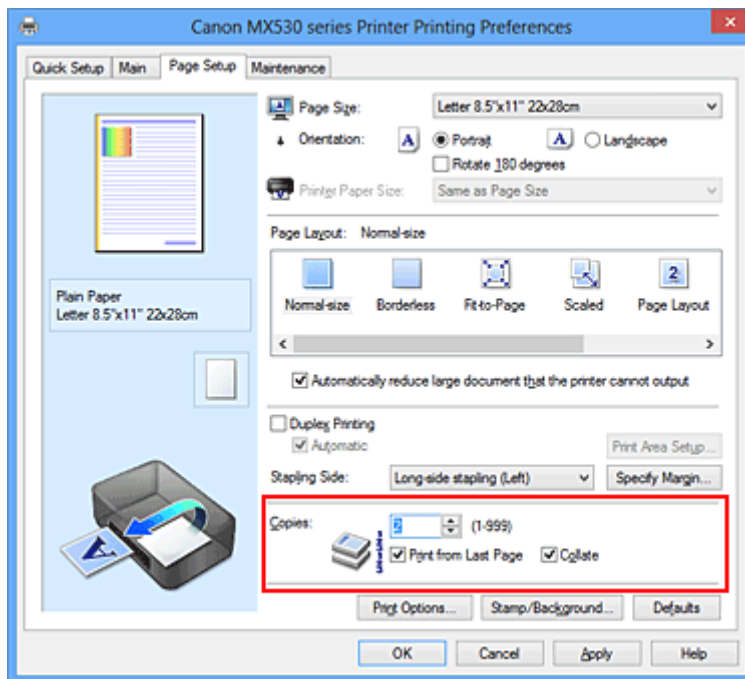 Canon MX530 series Printer Printing Preferences
Quick Setup Main Page Setup Maintenance
Page Size: Letter 8.5"x11" 22x28cm
Orientation: A Portrait A Landscape
Rotate 180 degrees
Printer Paper Size: Same as Page Size
Page Layout: Normal-size
Normal-size Borderless Fit-to-Page Scaled Page Layout
Plain Paper
Letter 8.5"x11" 22x28cm
Automatically reduce large document that the printer cannot output
Duplex Printing
Automatic
Print Area Setup...
Stapling Side: Long-side stapling (Left) Specify Margin...
Copies: 2 (1-999)
Print from Last Page Collate
Print Options... Stamp/Background... Defaults
OK Cancel Apply Help